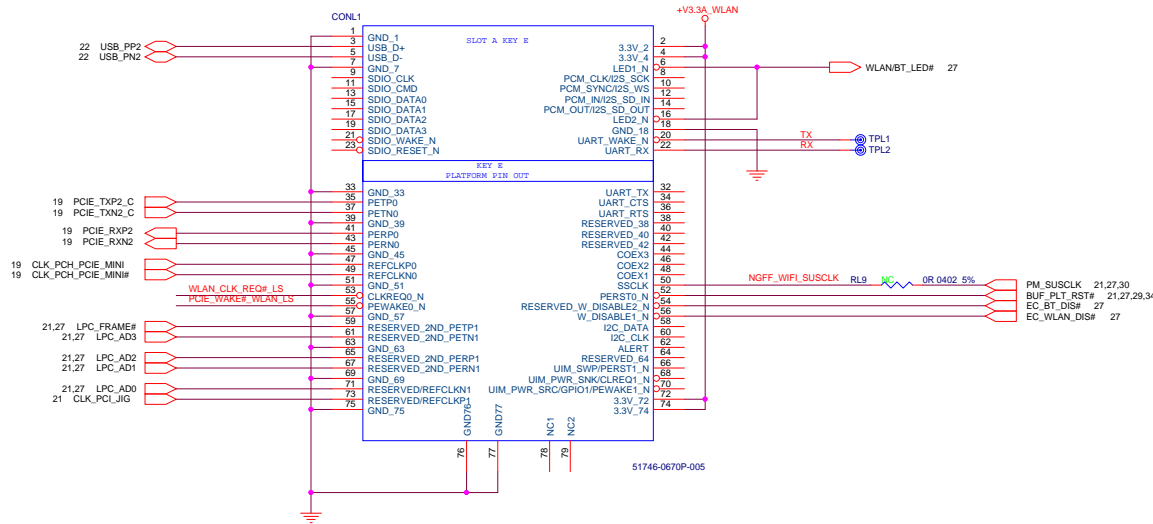 +V3.3A_WLAN
CONL1
SLOT A KEY E
1 GND_1
22 USB_PP2 3 USB_D+ 3.3V_2 2
22 USB_PN2 5 USB_D- 3.3V_4 4
7 GND_7 LED1_N 6 WLAN/BT_LED# 27
9 SDIO_CLK PCM_CLK/I2S_SCK 8
11 SDIO_CMD PCM_SYNC/I2S_WS 10
13 SDIO_DATA0 PCM_IN/I2S_SD_IN 12
15 SDIO_DATA1 PCM_OUT/I2S_SD_OUT 14
17 SDIO_DATA2 LED2_N 16
19 SDIO_DATA3 GND_18 18
21 SDIO_WAKE_N UART_WAKE_N 20 TX TPL1
23 SDIO_RESET_N UART_RX 22 RX TPL2
KEY E
PLATFORM PIN OUT
33 GND_33 UART_TX 32
19 PCIE_TXP2_C 35 PETP0 UART_CTS 34
19 PCIE_TXN2_C 37 PETN0 UART_RTS 36
39 GND_39 RESERVED_38 38
19 PCIE_RXP2 41 PERP0 RESERVED_40 40
19 PCIE_RXN2 43 PERN0 RESERVED_42 42
45 GND_45 COEX3 44
19 CLK_PCH_PCIE_MINI 47 REFCLKP0 COEX2 46
19 CLK_PCH_PCIE_MINI# 49 REFCLKN0 COEX1 48
51 GND_51 SSCLK 50 NGFF_WIFI_SUSCLK RL9 NC 0R 0402 5% PM_SUSCLK 21,27,30
WLAN_CLK_REQ#_LS 53 CLKREQ0_N PERST0_N 52 BUF_PLT_RST# 21,27,29,34
PCIE_WAKE#_WLAN_LS 55 PEWAKE0_N RESERVED_W_DISABLE2_N 54 EC_BT_DIS# 27
57 GND_57 W_DISABLE1_N 56 EC_WLAN_DIS# 27
21,27 LPC_FRAME# 59 RESERVED_2ND_PETP1 I2C_DATA 58
21,27 LPC_AD3 61 RESERVED_2ND_PETN1 I2C_CLK 60
63 GND_63 ALERT 62
21,27 LPC_AD2 65 RESERVED_2ND_PERP1 RESERVED_64 64
21,27 LPC_AD1 67 RESERVED_2ND_PERN1 UIM_SWP/PERST1_N 66
69 GND_69 UIM_PWR_SNK/CLREQ1_N 68
21,27 LPC_AD0 71 RESERVED/REFCLKN1 UIM_PWR_SRC/GPIO1/PEWAKE1_N 70
21 CLK_PCI_JIG 73 RESERVED/REFCLKP1 3.3V_72 72
75 GND_75 3.3V_74 74
GND76 GND77 NC1 NC2
76 77 78 79
51746-0670P-005